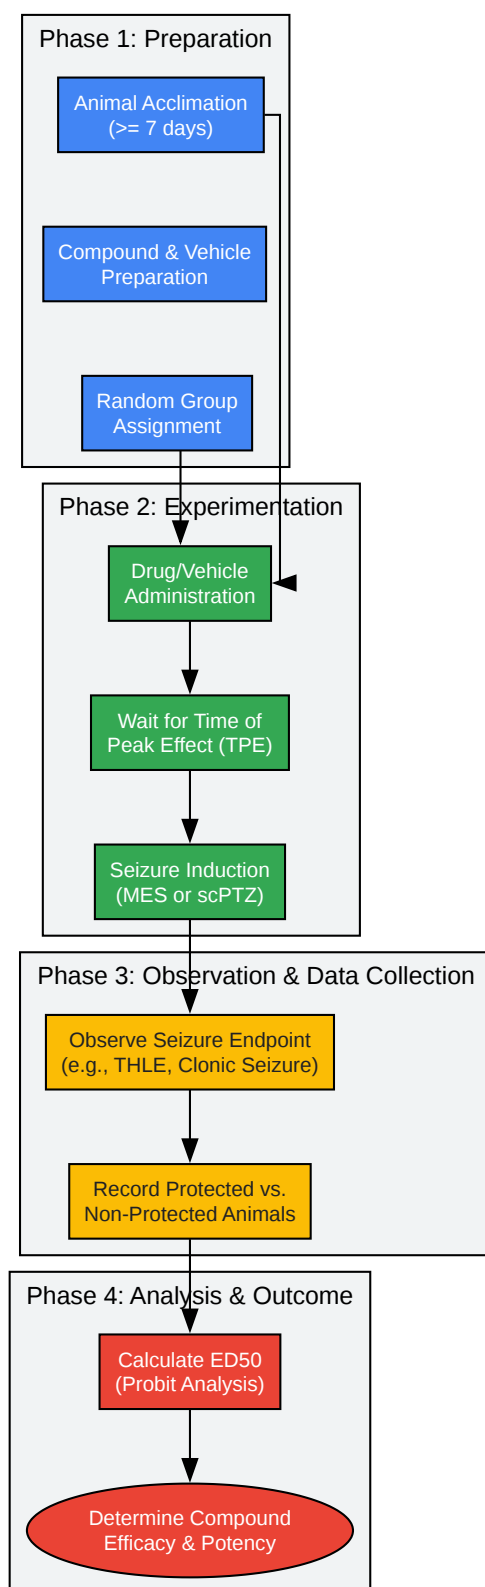 Phase 1: Preparation
Animal Acclimation
(>= 7 days)
Compound & Vehicle
Preparation
Random Group
Assignment
Phase 2: Experimentation
Drug/Vehicle
Administration
Wait for Time of
Peak Effect (TPE)
Seizure Induction
(MES or scPTZ)
Phase 3: Observation & Data Collection
Observe Seizure Endpoint
(e.g., THLE, Clonic Seizure)
Record Protected vs.
Non-Protected Animals
Phase 4: Analysis & Outcome
Calculate ED50
(Probit Analysis)
Determine Compound
Efficacy & Potency